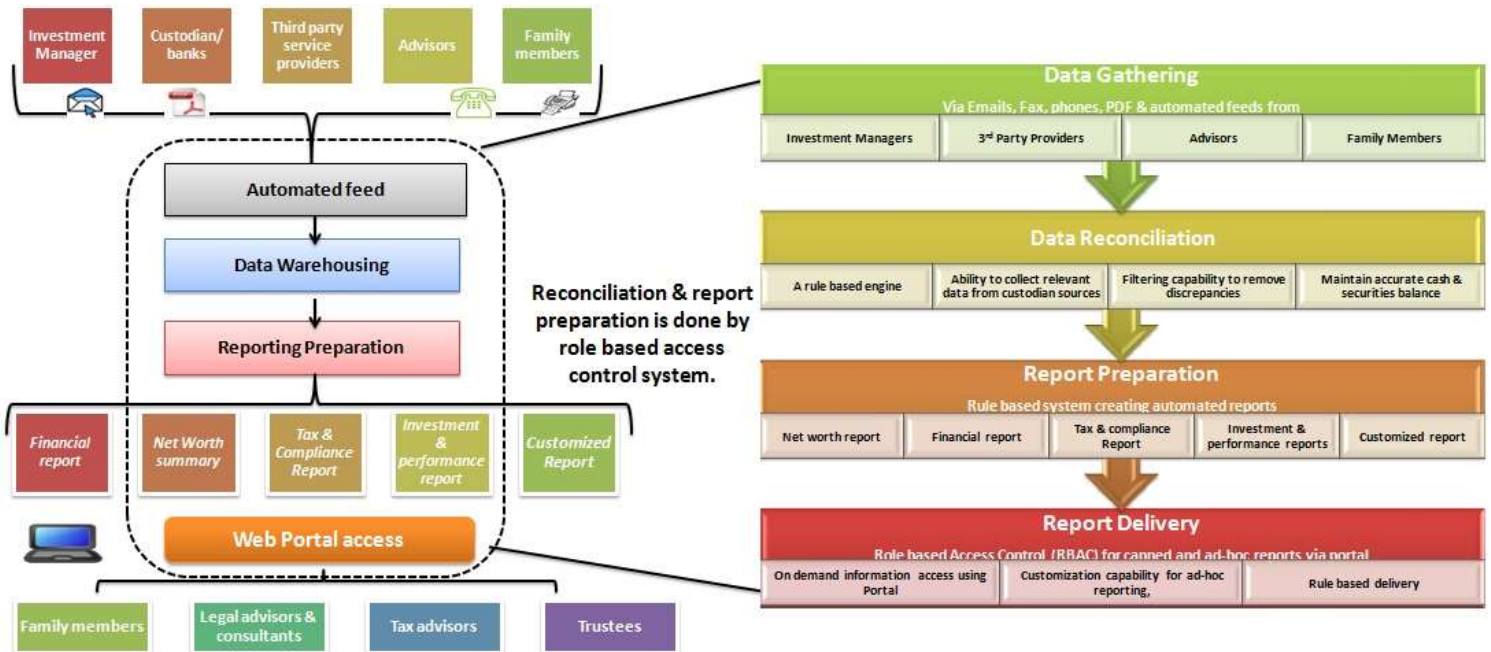 Investment
Manager
Custodian/
banks
Third party
service
providers
Advisors
Family
members
Automated feed
Data Warehousing
Reporting Preparation
Reconciliation & report
preparation is done by
role based access
control system.
Financial
report
Net Worth
summary
Tax &
Compliance
Report
Investment
&
performance
report
Customized
Report
Web Portal access
Family members
Legal advisors &
consultants
Tax advisors
Trustees
Data Gathering
Via Emails, Fax, phones, PDF & automated feeds from
Investment Managers
3rd Party Providers
Advisors
Family Members
Data Reconciliation
A rule based engine
Ability to collect relevant
data from custodian sources
Filtering capability to remove
discrepancies
Maintain accurate cash &
securities balance
Report Preparation
Rule based system creating automated reports
Net worth report
Financial report
Tax & compliance
Report
Investment &
performance reports
Customized report
Report Delivery
Role based Access Control (RBAC) for canned and ad-hoc reports via portal
On demand information access using
Portal
Customization capability for ad-hoc
reporting,
Rule based delivery